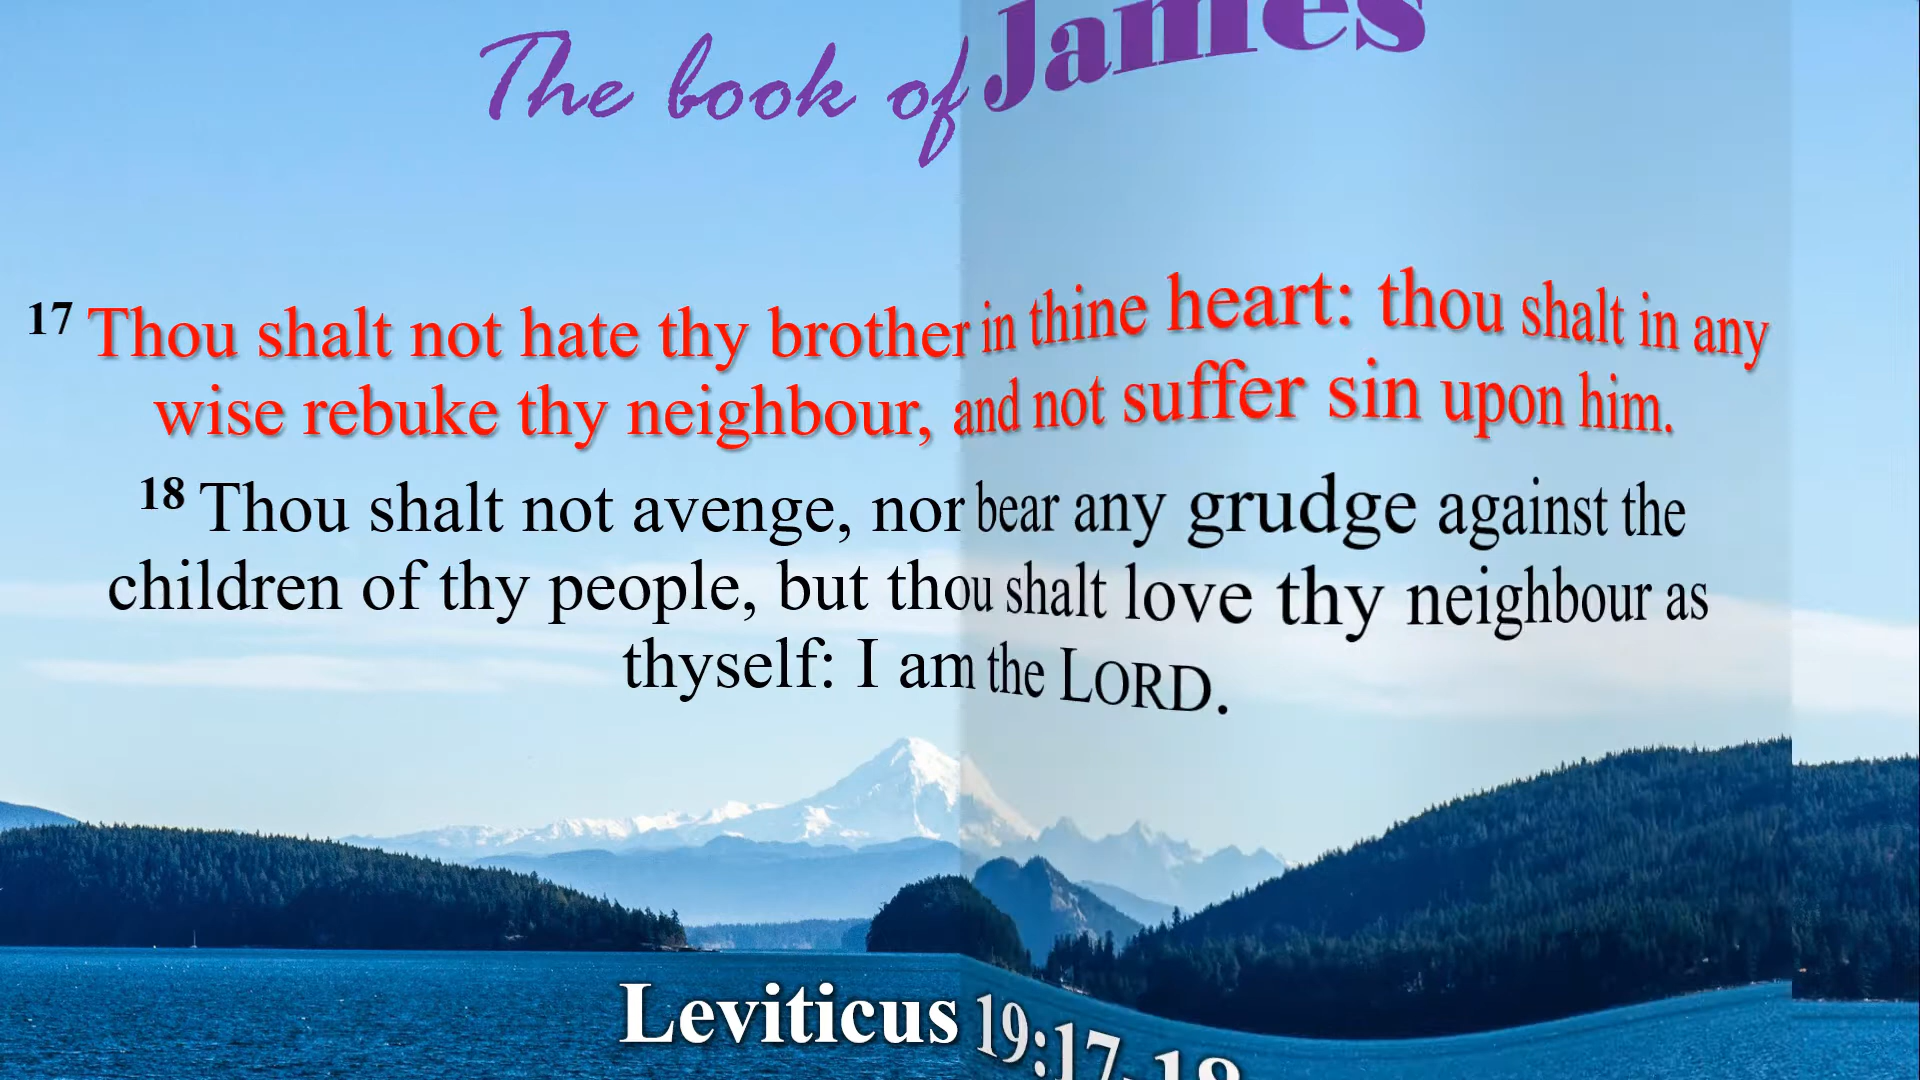 The book of James
17 Thou shalt not hate thy brother in thine heart: thou shalt in any
wise rebuke thy neighbour, and not suffer sin upon him.
18 Thou shalt not avenge, nor bear any grudge against the
children of thy people, but thou shalt love thy neighbour as
thyself: I am the LORD.
Leviticus 19:17-18